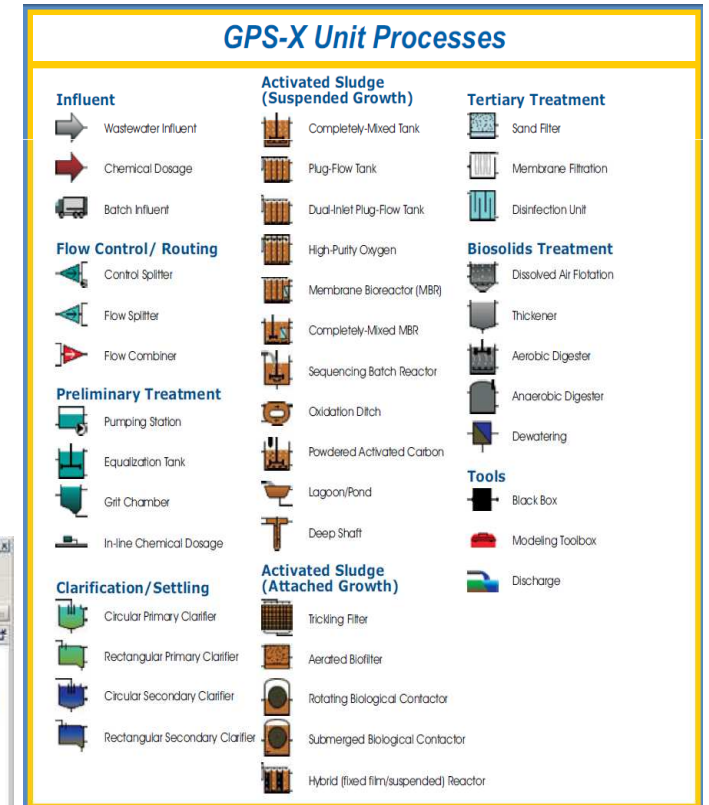 GPS-X Unit Processes
Influent
Wastewater Influent
Chemical Dosage
Batch Influent
Flow Control/ Routing
Control Splitter
Flow Splitter
Flow Combiner
Preliminary Treatment
Pumping Station
Equalization Tank
Grit Chamber
In-line Chemical Dosage
Clarification/Settling
Circular Primary Clarifier
Rectangular Primary Clarifier
Circular Secondary Clarifier
Rectangular Secondary Clarifier
Activated Sludge
(Suspended Growth)
Completely-Mixed Tank
Plug-Flow Tank
Dual-Inlet Plug-Flow Tank
High-Purity Oxygen
Membrane Bioreactor (MBR)
Completely-Mixed MBR
Sequencing Batch Reactor
Oxidation Ditch
Powdered Activated Carbon
Lagoon/Pond
Deep Shaft
Activated Sludge
(Attached Growth)
Trickling Filter
Aerated Biofilter
Rotating Biological Contactor
Submerged Biological Contactor
Hybrid (fixed film/suspended) Reactor
Tertiary Treatment
Sand Filter
Membrane Filtration
Disinfection Unit
Biosolids Treatment
Dissolved Air Flotation
Thickener
Aerobic Digester
Anaerobic Digester
Dewatering
Tools
Black Box
Modeling Toolbox
Discharge